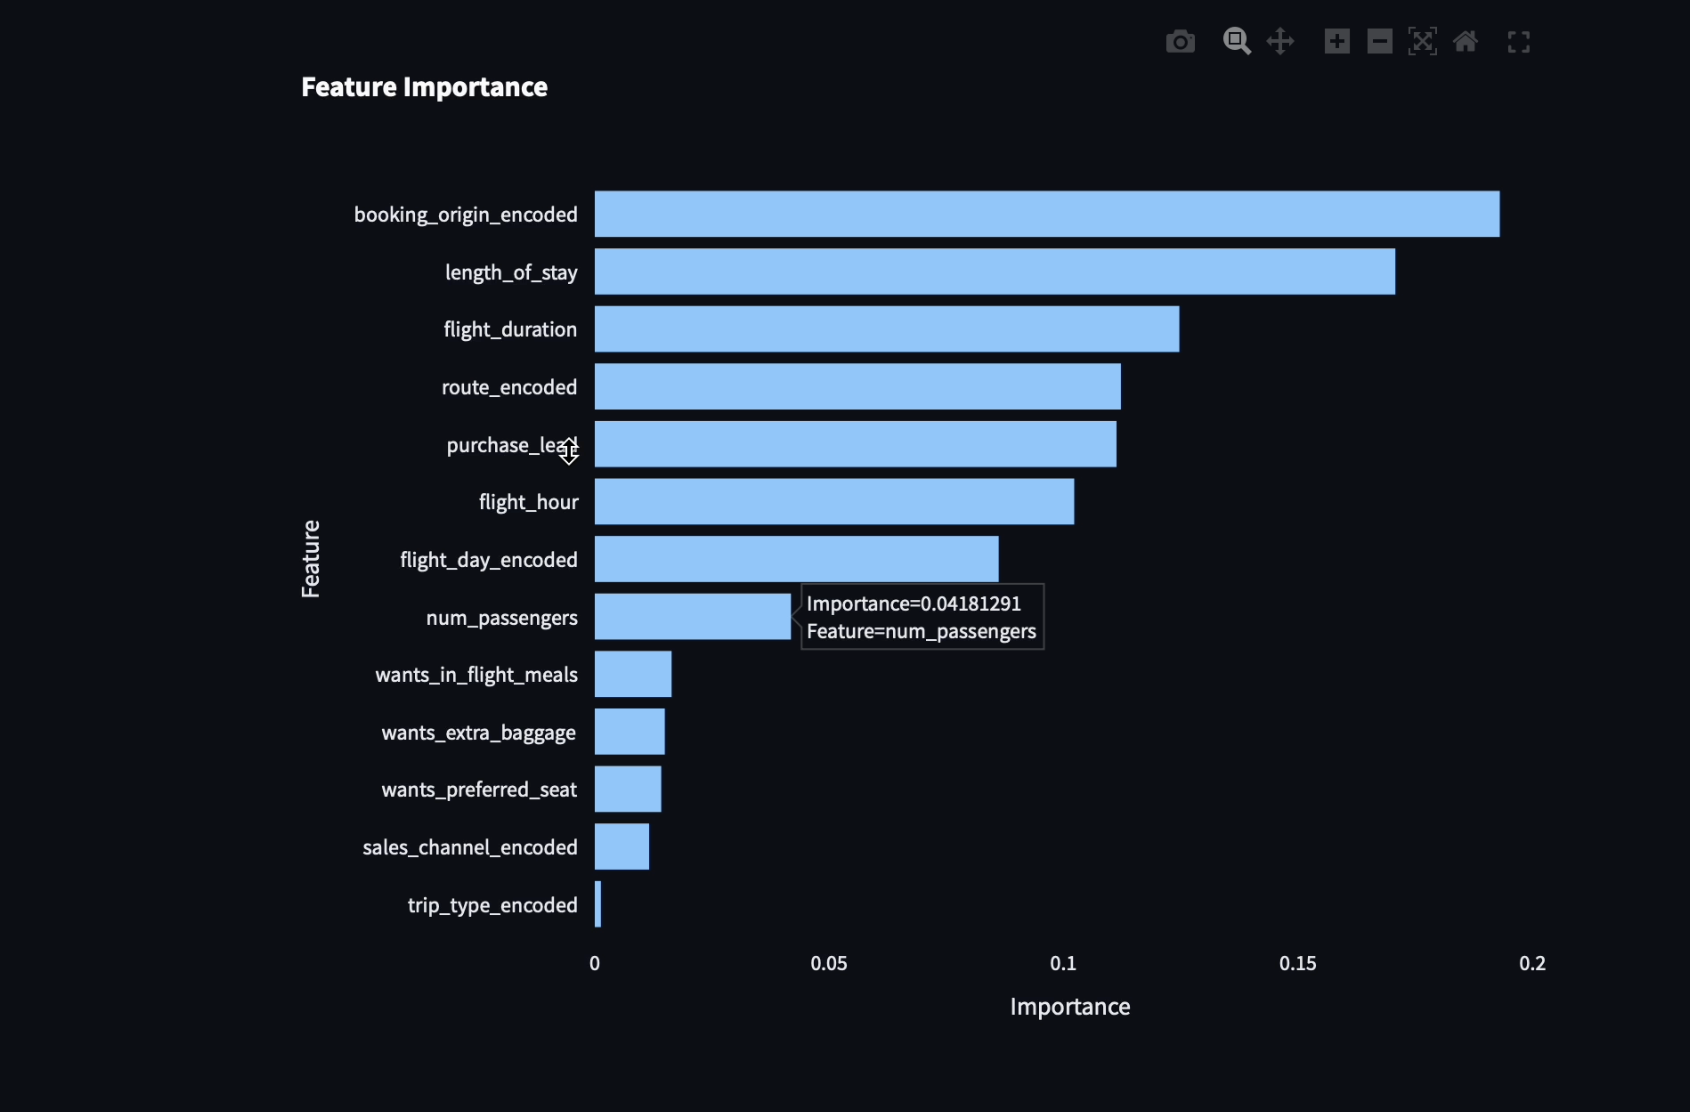 Feature Importance
booking_origin_encoded
length_of_stay
flight_duration
route_encoded
purchase_lead
flight_hour
flight_day_encoded
num_passengers
Importance=0.04181291
Feature=num_passengers
wants_in_flight_meals
wants_extra_baggage
wants_preferred_seat
sales_channel_encoded
trip_type_encoded
Feature
0 0.05 0.1 0.15 0.2
Importance